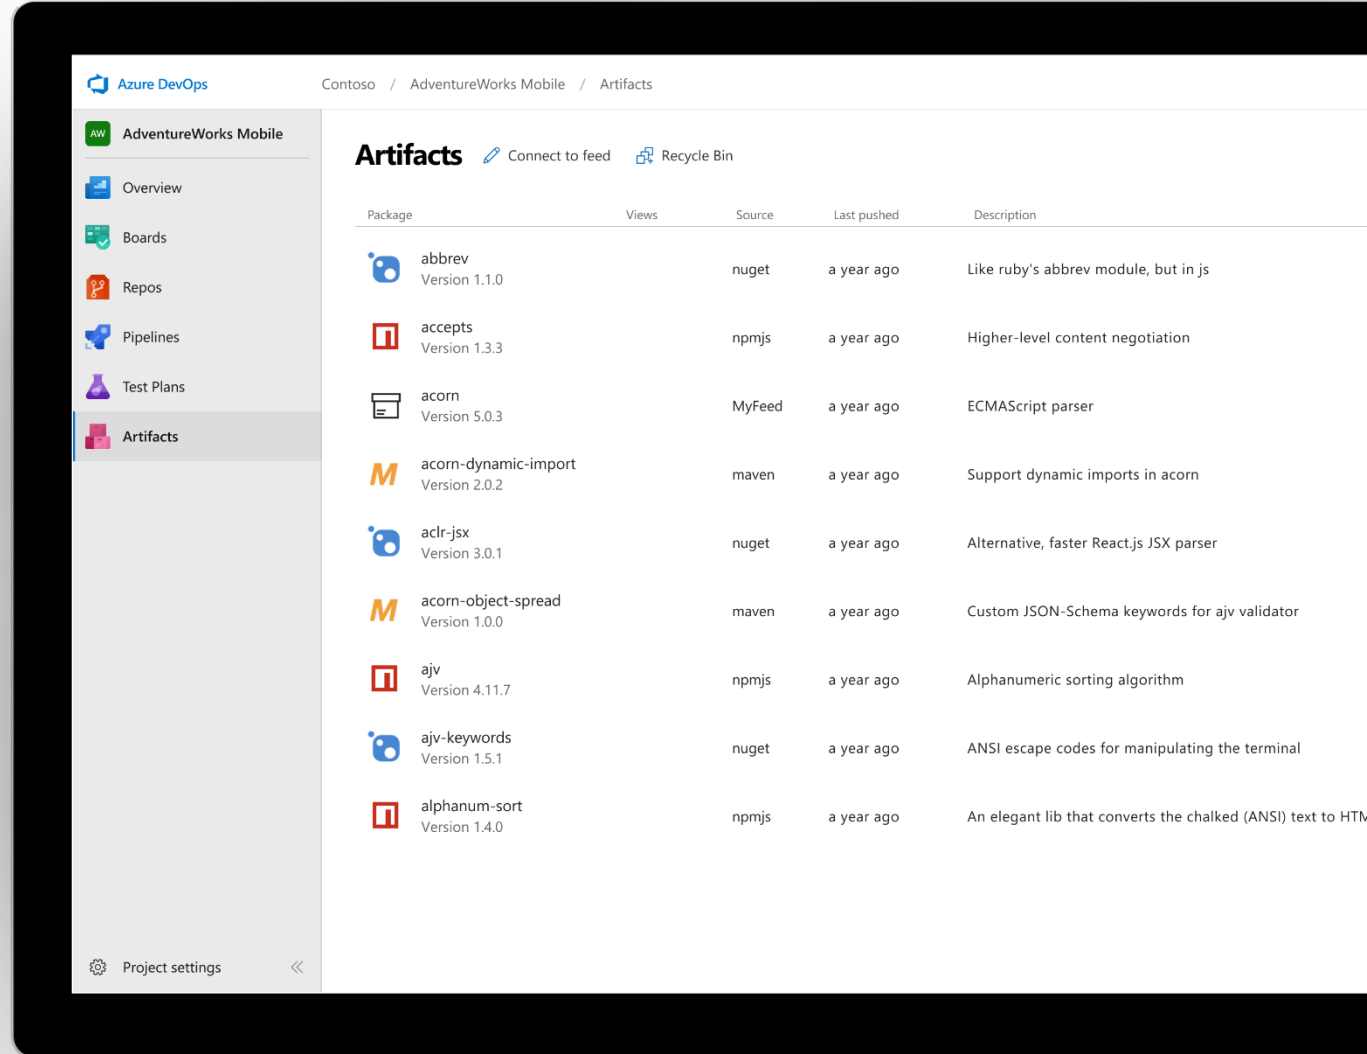 Azure DevOps
Contoso / AdventureWorks Mobile / Artifacts
AW AdventureWorks Mobile
Overview
Boards
Repos
Pipelines
Test Plans
Artifacts
Project settings
Artifacts Connect to feed Recycle Bin
Package Views Source Last pushed Description
abbrev
Version 1.1.0
nuget a year ago Like ruby's abbrev module, but in js
accepts
Version 1.3.3
npmjs a year ago Higher-level content negotiation
acorn
Version 5.0.3
MyFeed a year ago ECMAScript parser
acorn-dynamic-import
Version 2.0.2
maven a year ago Support dynamic imports in acorn
aclr-jsx
Version 3.0.1
nuget a year ago Alternative, faster React.js JSX parser
acorn-object-spread
Version 1.0.0
maven a year ago Custom JSON-Schema keywords for ajv validator
ajv
Version 4.11.7
npmjs a year ago Alphanumeric sorting algorithm
ajv-keywords
Version 1.5.1
nuget a year ago ANSI escape codes for manipulating the terminal
alphanum-sort
Version 1.4.0
npmjs a year ago An elegant lib that converts the chalked (ANSI) text to